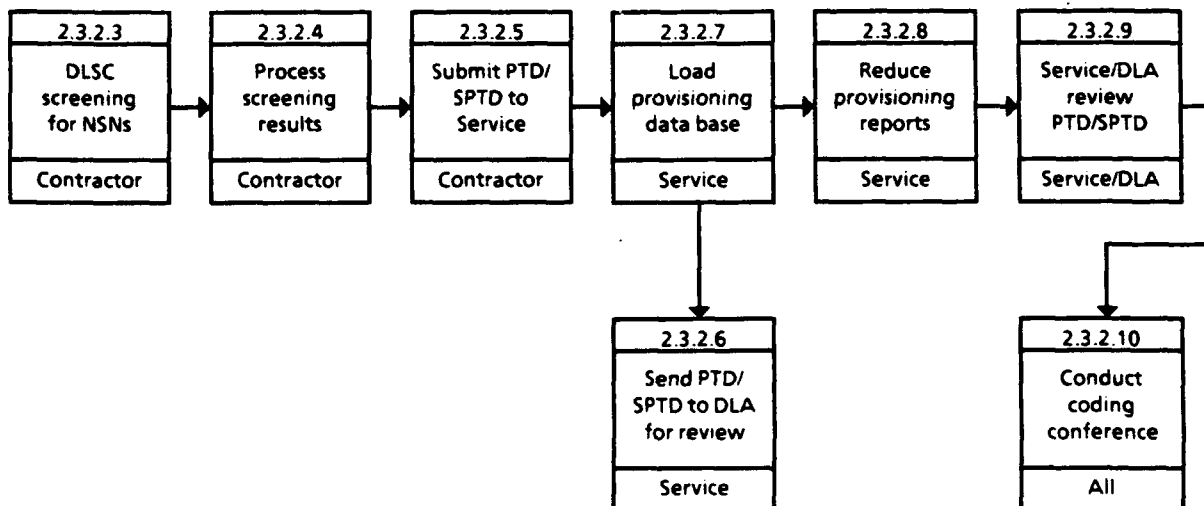 2.3.2.3
DLSC
screening
for NSNs
Contractor
2.3.2.4
Process
screening
results
Contractor
2.3.2.5
Submit PTD/
SPTD to
Service
Contractor
2.3.2.7
Load
provisioning
data base
Service
2.3.2.8
Reduce
provisioning
reports
Service
2.3.2.9
Service/DLA
review
PTD/SPTD
Service/DLA
2.3.2.6
Send PTD/
SPTD to DLA
for review
Service
2.3.2.10
Conduct
coding
conference
All